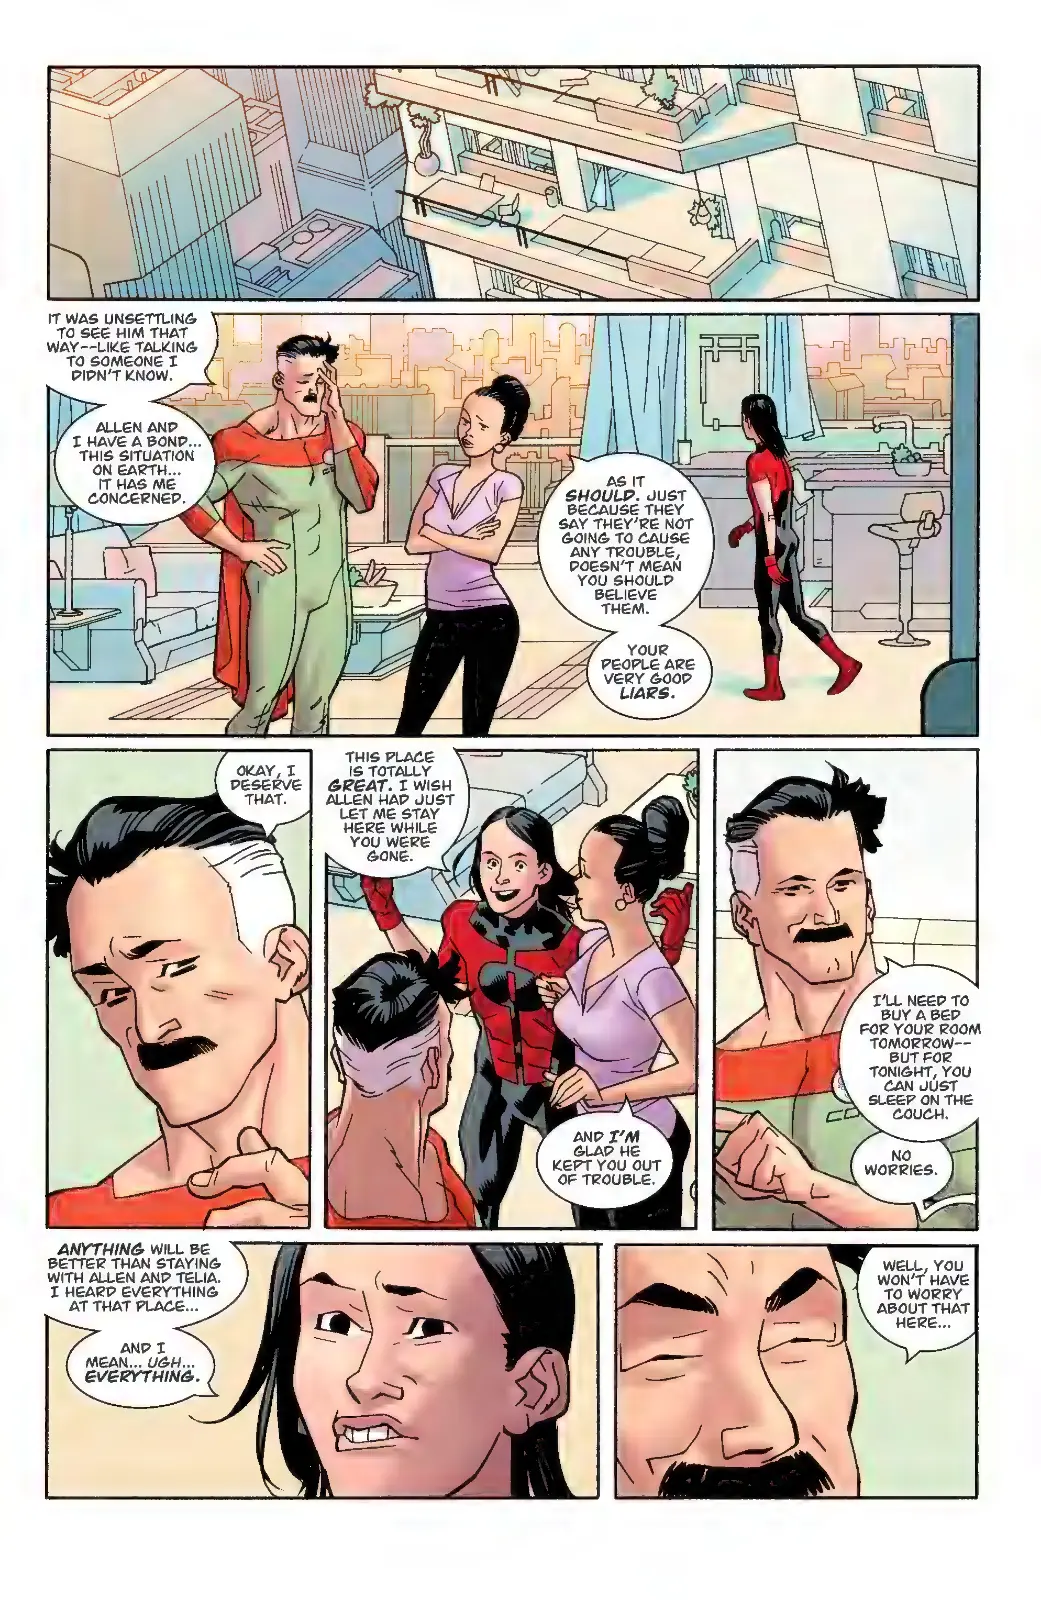 IT WAS UNSETTLING
TO SEE HIM THAT
WAY--LIKE TALKING
TO SOMEONE I
DIDN'T KNOW.
ALLEN AND
I HAVE A BOND...
THIS SITUATION
ON EARTH...
IT HAS ME
CONCERNED.
AS IT
SHOULD. JUST
BECAUSE THEY
SAY THEY'RE NOT
GOING TO CAUSE
ANY TROUBLE,
DOESN'T MEAN
YOU SHOULD
BELIEVE
THEM.
YOUR
PEOPLE ARE
VERY GOOD
LIARS.
OKAY, I
DESERVE
THAT.
THIS PLACE
IS TOTALLY
GREAT. I WISH
ALLEN HAD JUST
LET ME STAY
HERE WHILE
YOU WERE
GONE.
AND I'M
GLAD HE
KEPT YOU OUT
OF TROUBLE.
I'LL NEED TO
BUY A BED
FOR YOUR ROOM
TOMORROW--
BUT FOR
TONIGHT, YOU
CAN JUST
SLEEP ON THE
COUCH.
NO
WORRIES.
ANYTHING WILL BE
BETTER THAN STAYING
WITH ALLEN AND TELIA.
I HEARD EVERYTHING
AT THAT PLACE...
AND I
MEAN... UGH...
EVERYTHING.
WELL, YOU
WON'T HAVE
TO WORRY
ABOUT THAT
HERE...